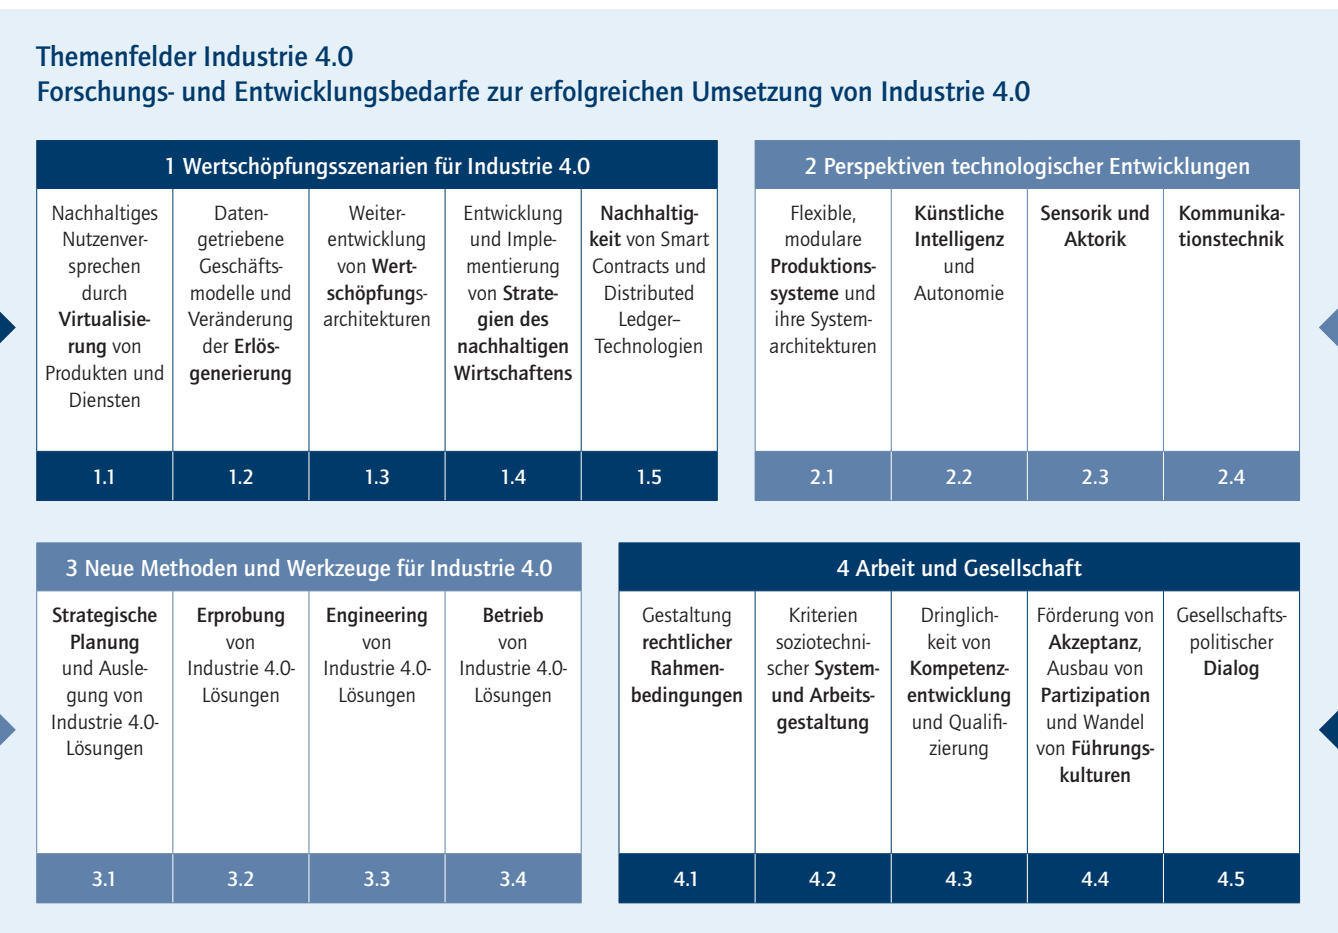 Themenfelder Industrie 4.0
Forschungs- und Entwicklungsbedarfe zur erfolgreichen Umsetzung von Industrie 4.0
1 Wertschöpfungsszenarien für Industrie 4.0
Nachhaltiges
Nutzenver-
sprechen
durch
Virtualisie-
rung von
Produkten und
Diensten
1.1
Daten-
getriebene
Geschäfts-
modelle und
Veränderung
der Erlös-
generierung
1.2
Weiter-
entwicklung
von Wert-
schöpfungs-
architekturen
1.3
Entwicklung
und Imple-
mentierung
von Strate-
gien des
nachhaltigen
Wirtschaftens
1.4
Nachhaltig-
keit von Smart
Contracts und
Distributed
Ledger–
Technologien
1.5
2 Perspektiven technologischer Entwicklungen
Flexible,
modulare
Produktions-
systeme und
ihre System-
architekturen
2.1
Künstliche
Intelligenz
und
Autonomie
2.2
Sensorik und
Aktorik
2.3
Kommunika-
tionstechnik
2.4
3 Neue Methoden und Werkzeuge für Industrie 4.0
Strategische
Planung
und Ausle-
gung von
Industrie 4.0-
Lösungen
3.1
Erprobung
von
Industrie 4.0-
Lösungen
3.2
Engineering
von
Industrie 4.0-
Lösungen
3.3
Betrieb
von
Industrie 4.0-
Lösungen
3.4
4 Arbeit und Gesellschaft
Gestaltung
rechtlicher
Rahmen-
bedingungen
4.1
Kriterien
soziotechni-
scher System-
und Arbeits-
gestaltung
4.2
Dringlich-
keit von
Kompetenz-
entwicklung
und Qualifi-
zierung
4.3
Förderung von
Akzeptanz,
Ausbau von
Partizipation
und Wandel
von Führungs-
kulturen
4.4
Gesellschafts-
politischer
Dialog
4.5